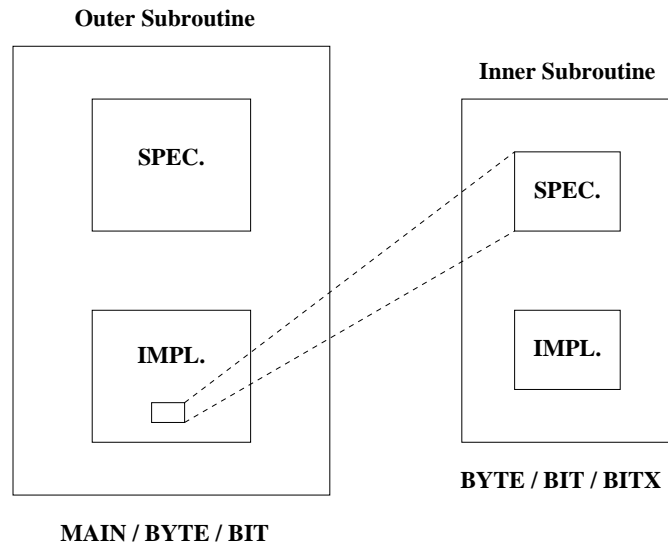 Outer Subroutine
Inner Subroutine
SPEC.
SPEC.
IMPL.
IMPL.
BYTE / BIT / BITX
MAIN / BYTE / BIT